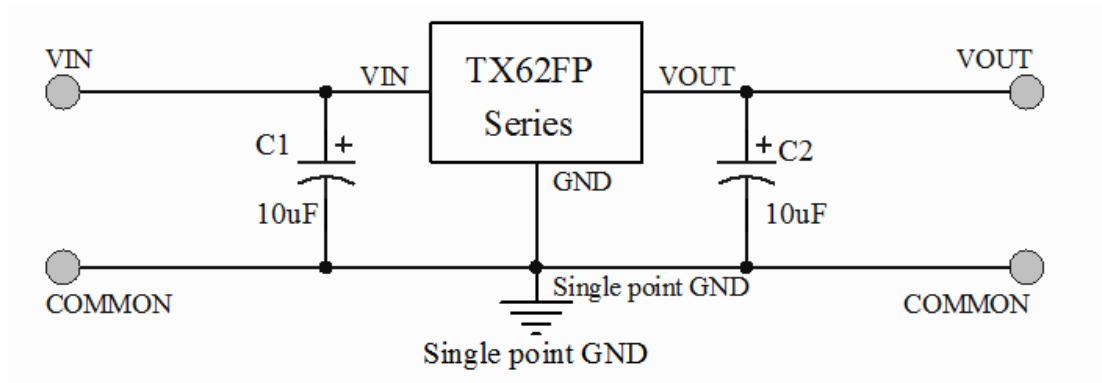 VIN
VIN
TX62FP
Series
VOUT
VOUT
C1
+
10uF
GND
+
C2
10uF
COMMON
Single point GND
COMMON
Single point GND